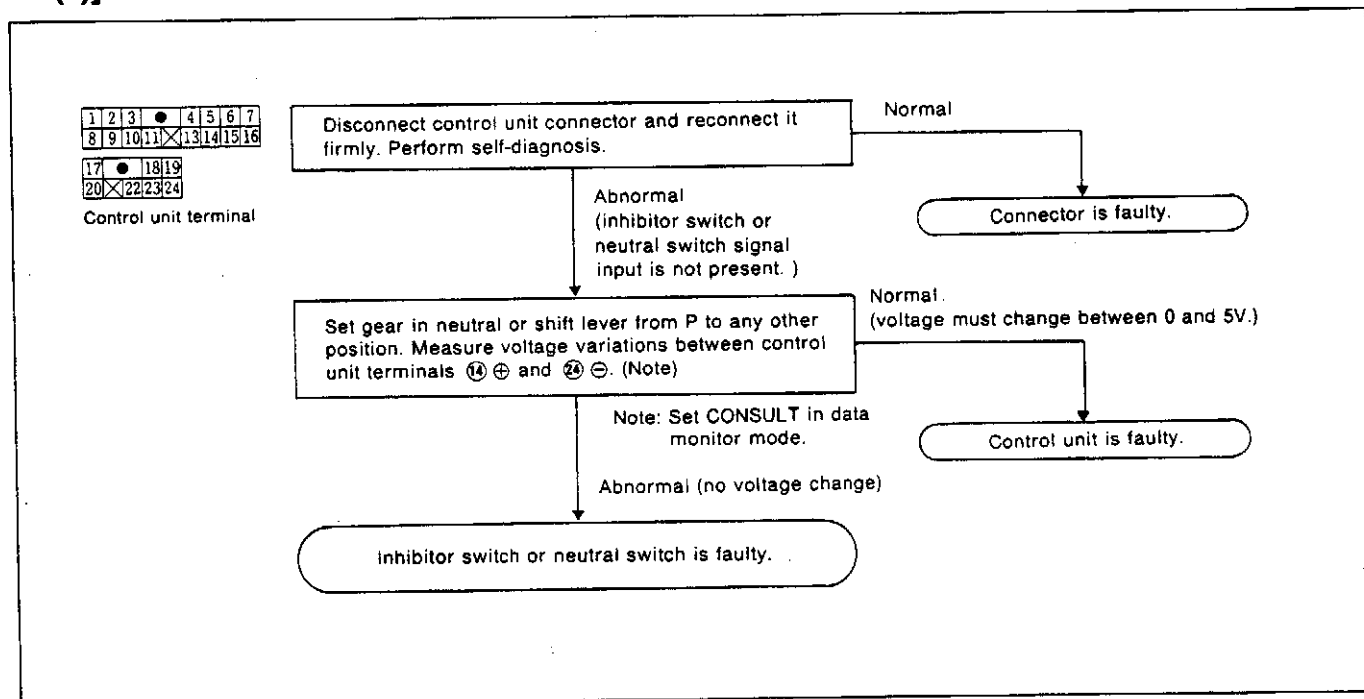 1 2 3 ● 4 5 6 7
8 9 10 11 13 14 15 16
17 ● 18 19
20 22 23 24
Control unit terminal
Disconnect control unit connector and reconnect it
firmly. Perform self-diagnosis.
Normal
Connector is faulty.
Abnormal
(inhibitor switch or
neutral switch signal
input is not present. )
Set gear in neutral or shift lever from P to any other
position. Measure voltage variations between control
unit terminals ⑭ ⊕ and ㉔ ⊖. (Note)
Normal
(voltage must change between 0 and 5V.)
Control unit is faulty.
Note: Set CONSULT in data
monitor mode.
Abnormal (no voltage change)
Inhibitor switch or neutral switch is faulty.